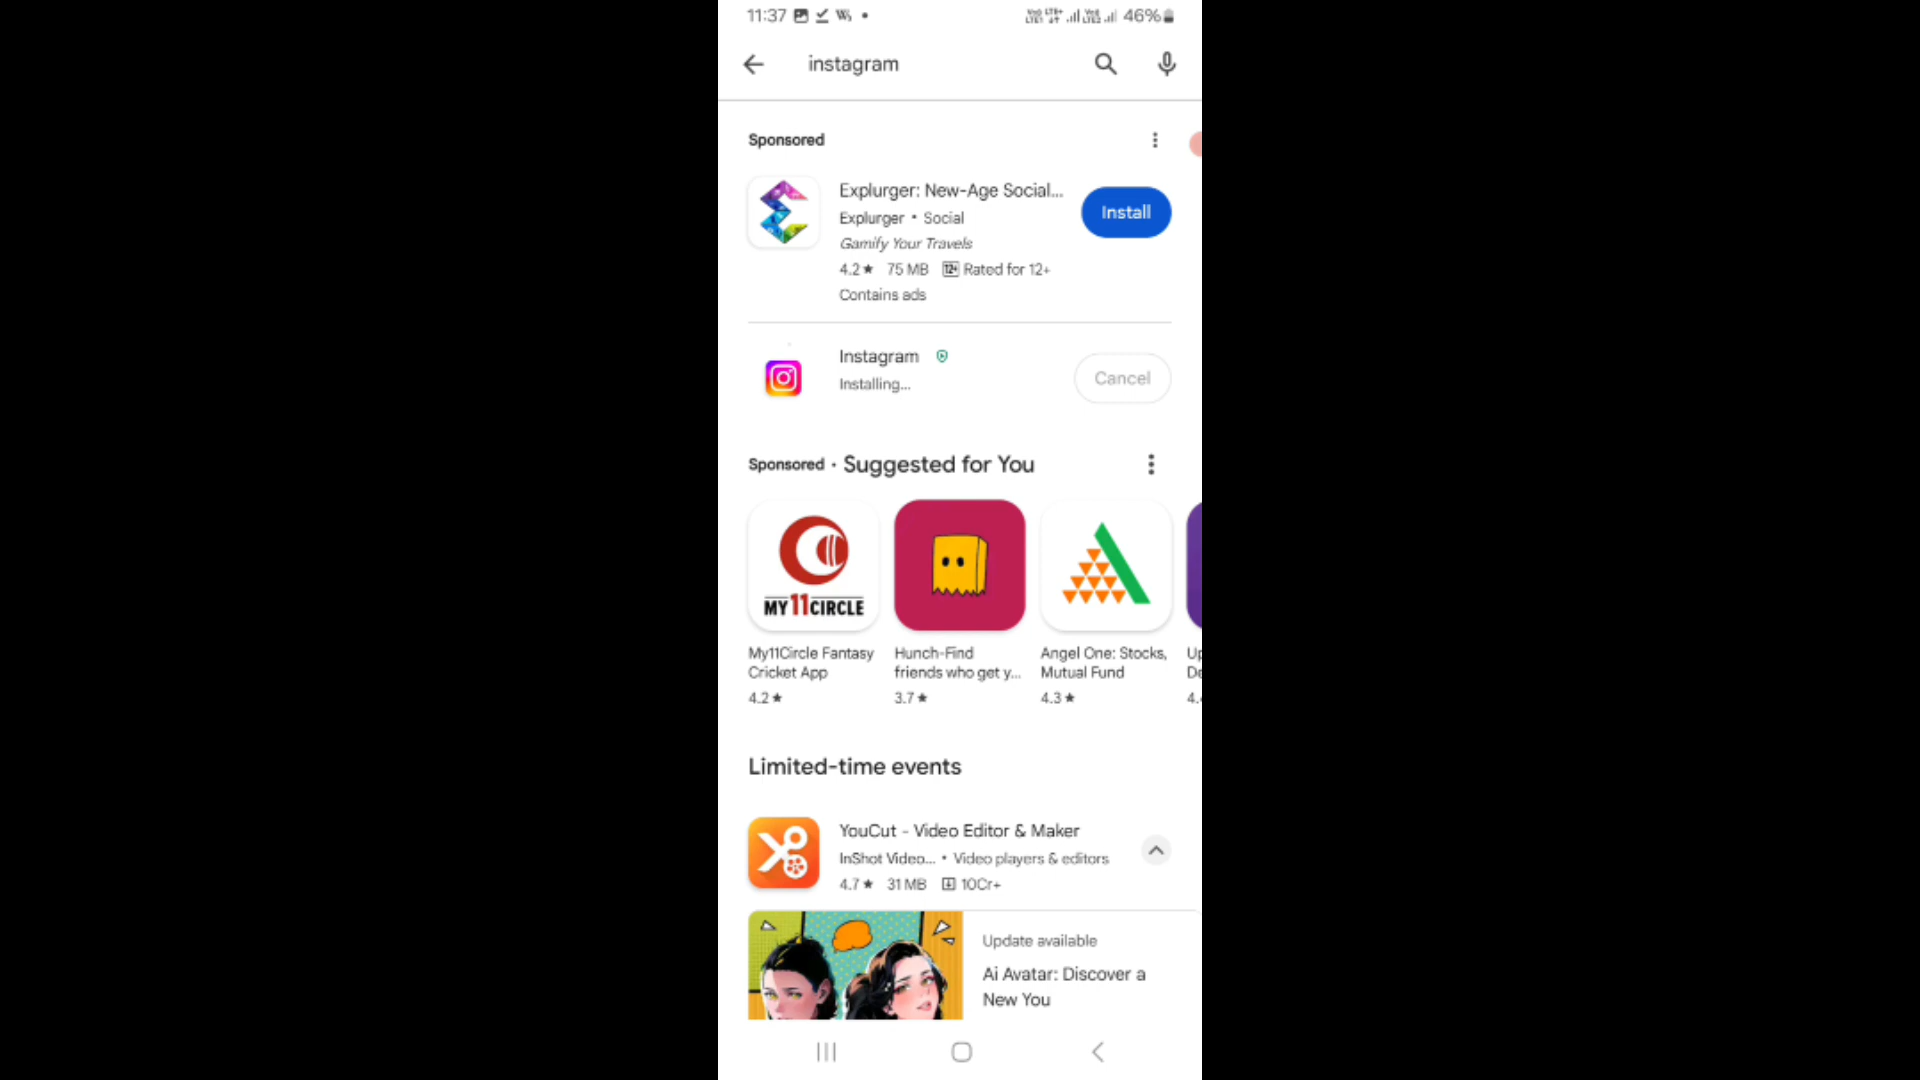 11:37
46%
instagram
Sponsored
Explurger: New-Age Social...
Explurger • Social
Install
Gamify Your Travels
4.2★ 75 MB 12+ Rated for 12+
Contains ads
Instagram
Installing...
Cancel
Sponsored • Suggested for You
MY11CIRCLE
My11Circle Fantasy
Cricket App
4.2★
Hunch-Find
friends who get y...
3.7★
Angel One: Stocks,
Mutual Fund
4.3★
Limited-time events
YouCut - Video Editor & Maker
InShot Video... • Video players & editors
4.7★ 31 MB 10Cr+
Update available
Ai Avatar: Discover a
New You